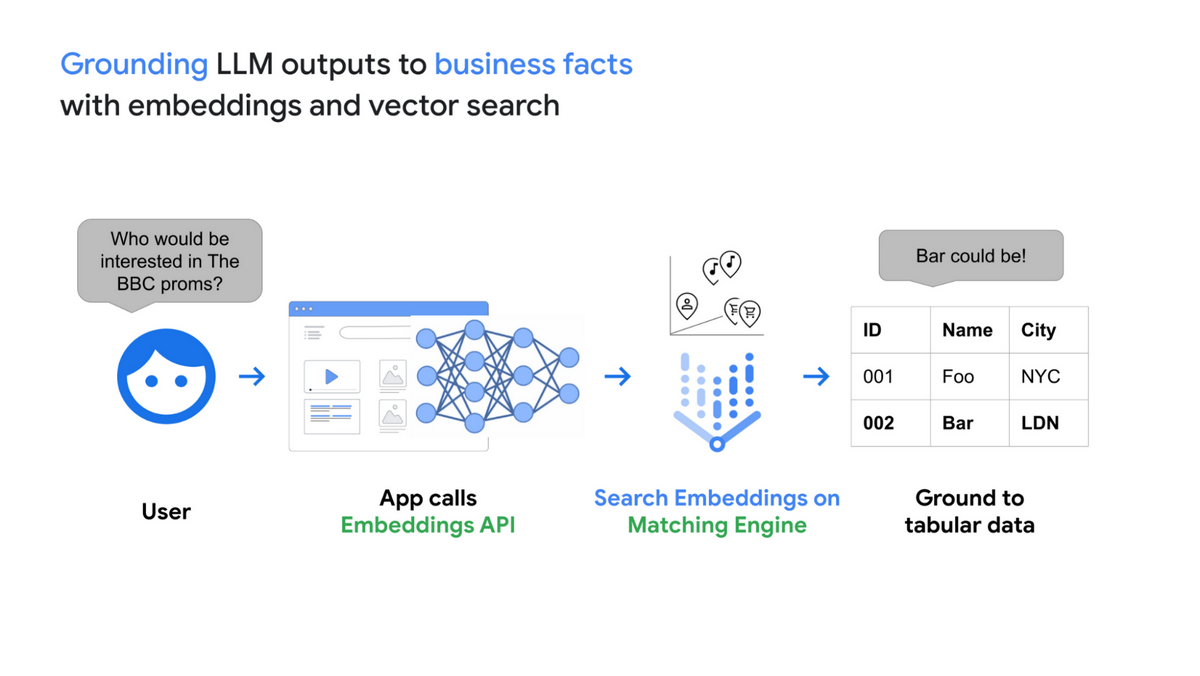 Grounding LLM outputs to business facts
with embeddings and vector search
Who would be
interested in The
BBC proms?
Bar could be!
ID Name City
001 Foo NYC
002 Bar LDN
User
App calls
Embeddings API
Search Embeddings on
Matching Engine
Ground to
tabular data